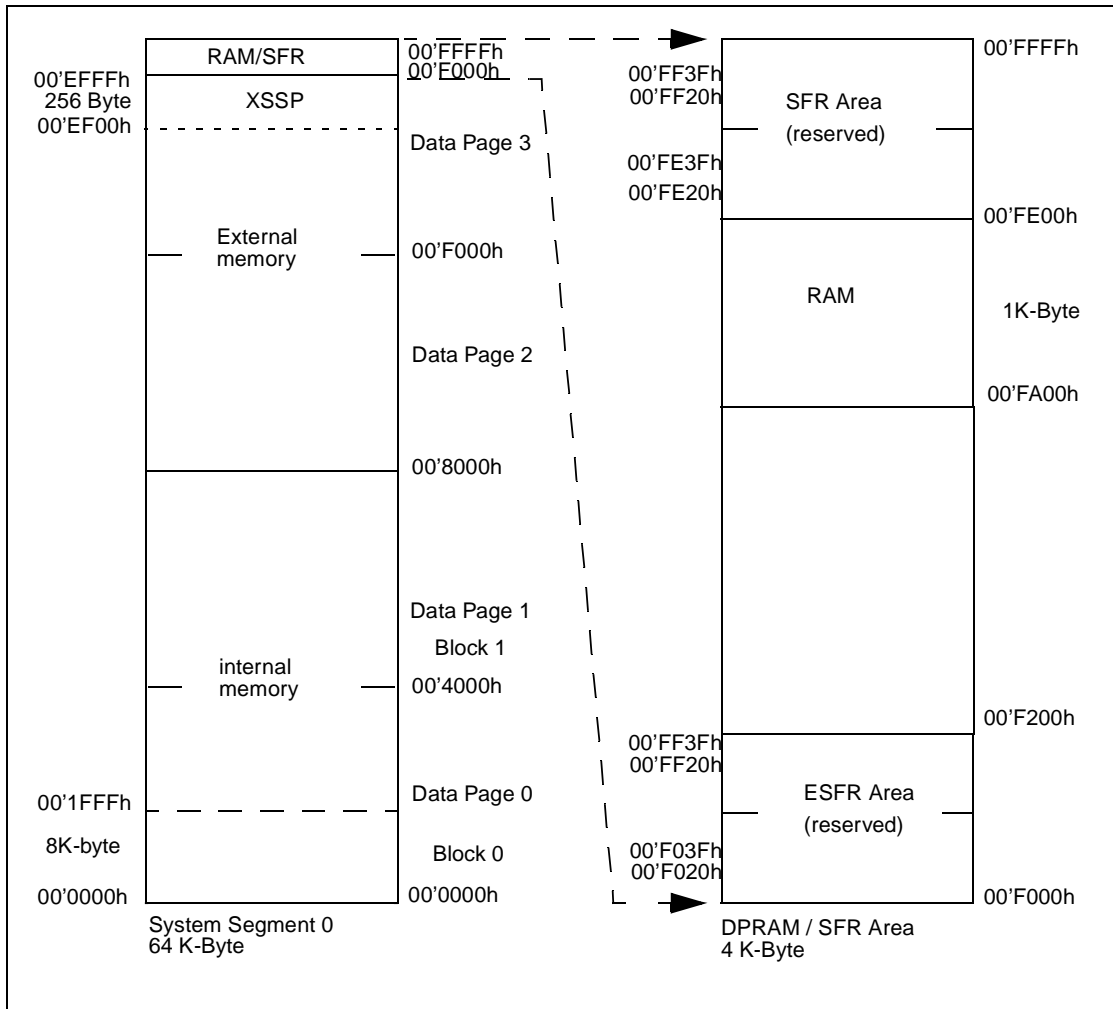 RAM/SFR
00'FFFFh
00'F000h
00'EFFFh
256 Byte
00'EF00h
XSSP
Data Page 3
External
memory
00'F000h
Data Page 2
00'8000h
Data Page 1
Block 1
internal
memory
00'4000h
00'1FFFh
Data Page 0
8K-byte
Block 0
00'0000h
00'0000h
System Segment 0
64 K-Byte
00'FFFFh
00'FF3Fh
00'FF20h
SFR Area
(reserved)
00'FE3Fh
00'FE20h
00'FE00h
RAM
1K-Byte
00'FA00h
00'F200h
00'FF3Fh
00'FF20h
ESFR Area
(reserved)
00'F03Fh
00'F020h
00'F000h
DPRAM / SFR Area
4 K-Byte